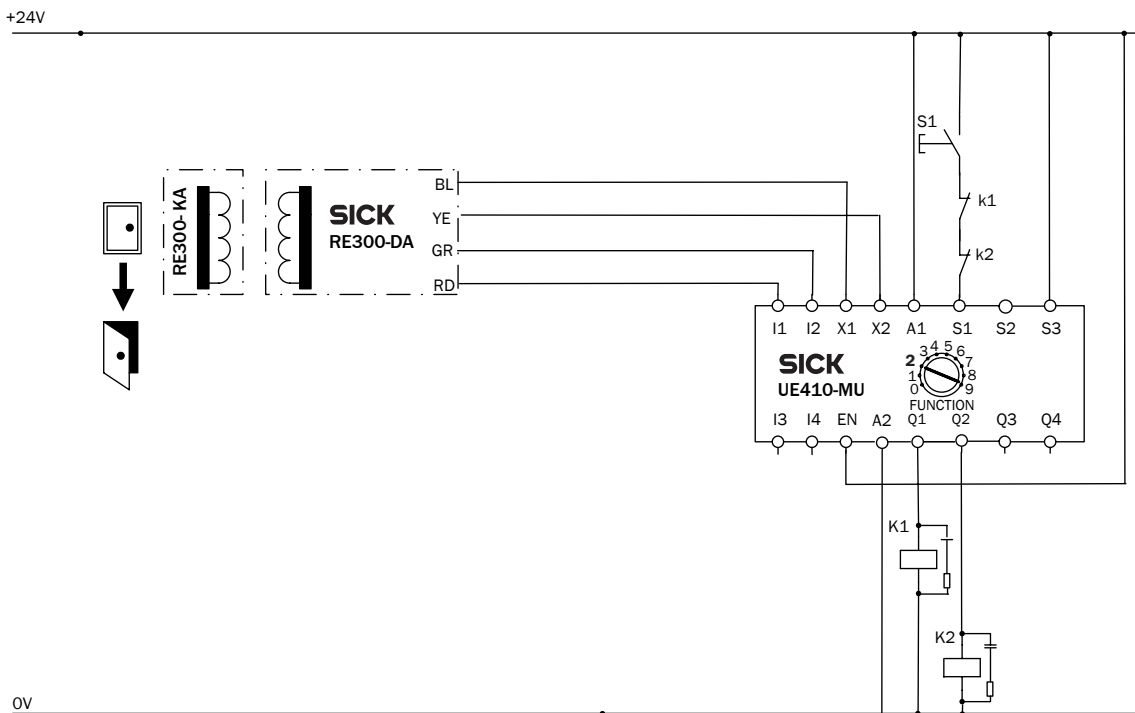 +24V
S1
RE300- KA
SICK
RE300-DA
BL
YE
GR
RD
k1
k2
I1 I2 X1 X2 A1 S1 S2 S3
SICK
UE410-MU
0 1 2 3 4 5 6 7 8 9
FUNCTION
I3 I4 EN A2 Q1 Q2 Q3 Q4
K1
K2
0V